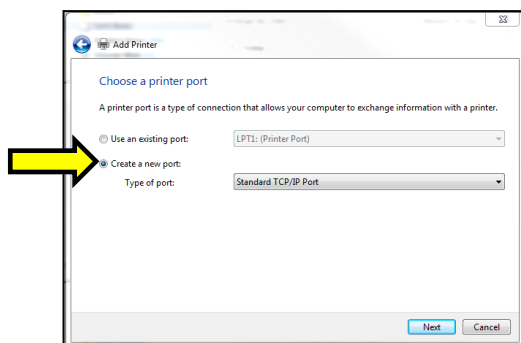 Add Printer
Choose a printer port
A printer port is a type of connection that allows your computer to exchange information with a printer.
Use an existing port: LPT1: (Printer Port)
Create a new port:
Type of port: Standard TCP/IP Port
Next Cancel